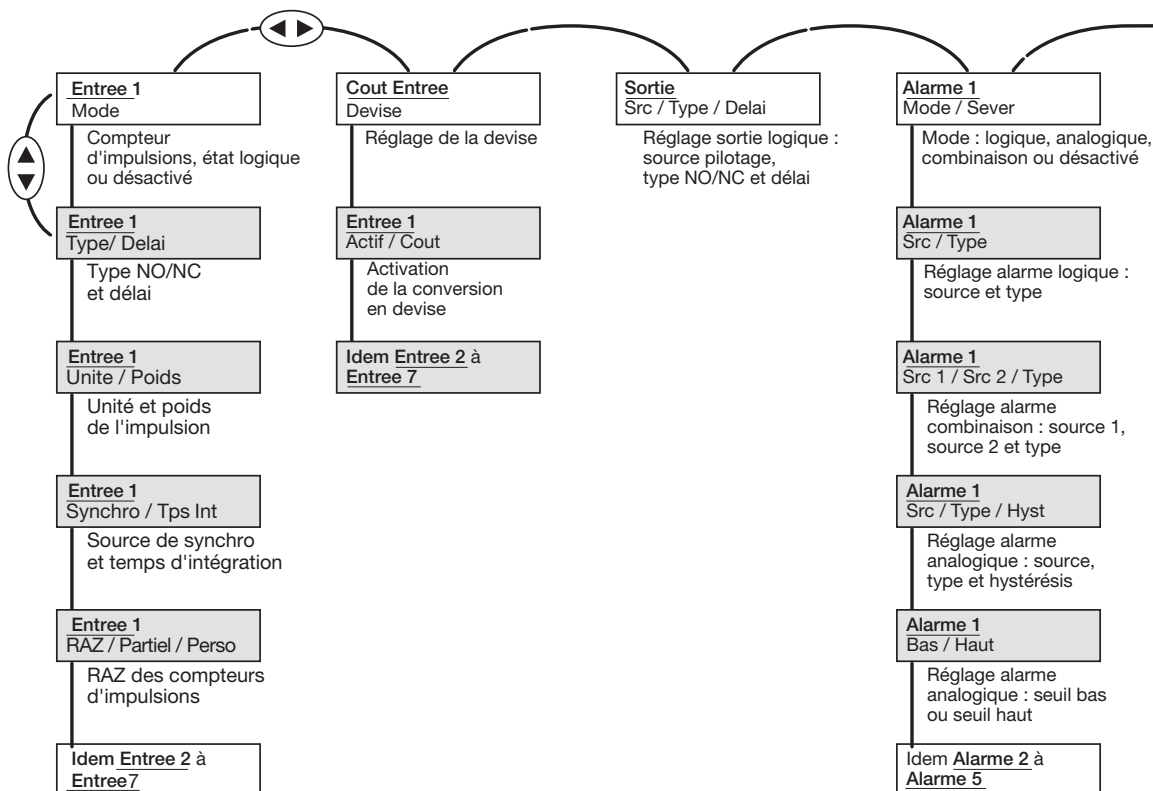 Entree 1
Mode
Compteur
d'impulsions, état logique
ou désactivé
Entree 1
Type/ Delai
Type NO/NC
et délai
Entree 1
Unite / Poids
Unité et poids
de l'impulsion
Entree 1
Synchro / Tps Int
Source de synchro
et temps d'intégration
Entree 1
RAZ / Partiel / Perso
RAZ des compteurs
d'impulsions
Idem Entree 2 à
Entree7
Cout Entree
Devise
Réglage de la devise
Entree 1
Actif / Cout
Activation
de la conversion
en devise
Idem Entree 2 à
Entree 7
Sortie
Src / Type / Delai
Réglage sortie logique :
source pilotage,
type NO/NC et délai
Alarme 1
Mode / Sever
Mode : logique, analogique,
combinaison ou désactivé
Alarme 1
Src / Type
Réglage alarme logique :
source et type
Alarme 1
Src 1 / Src 2 / Type
Réglage alarme
combinaison : source 1,
source 2 et type
Alarme 1
Src / Type / Hyst
Réglage alarme
analogique : source,
type et hystérésis
Alarme 1
Bas / Haut
Réglage alarme
analogique : seuil bas
ou seuil haut
Idem Alarme 2 à
Alarme 5